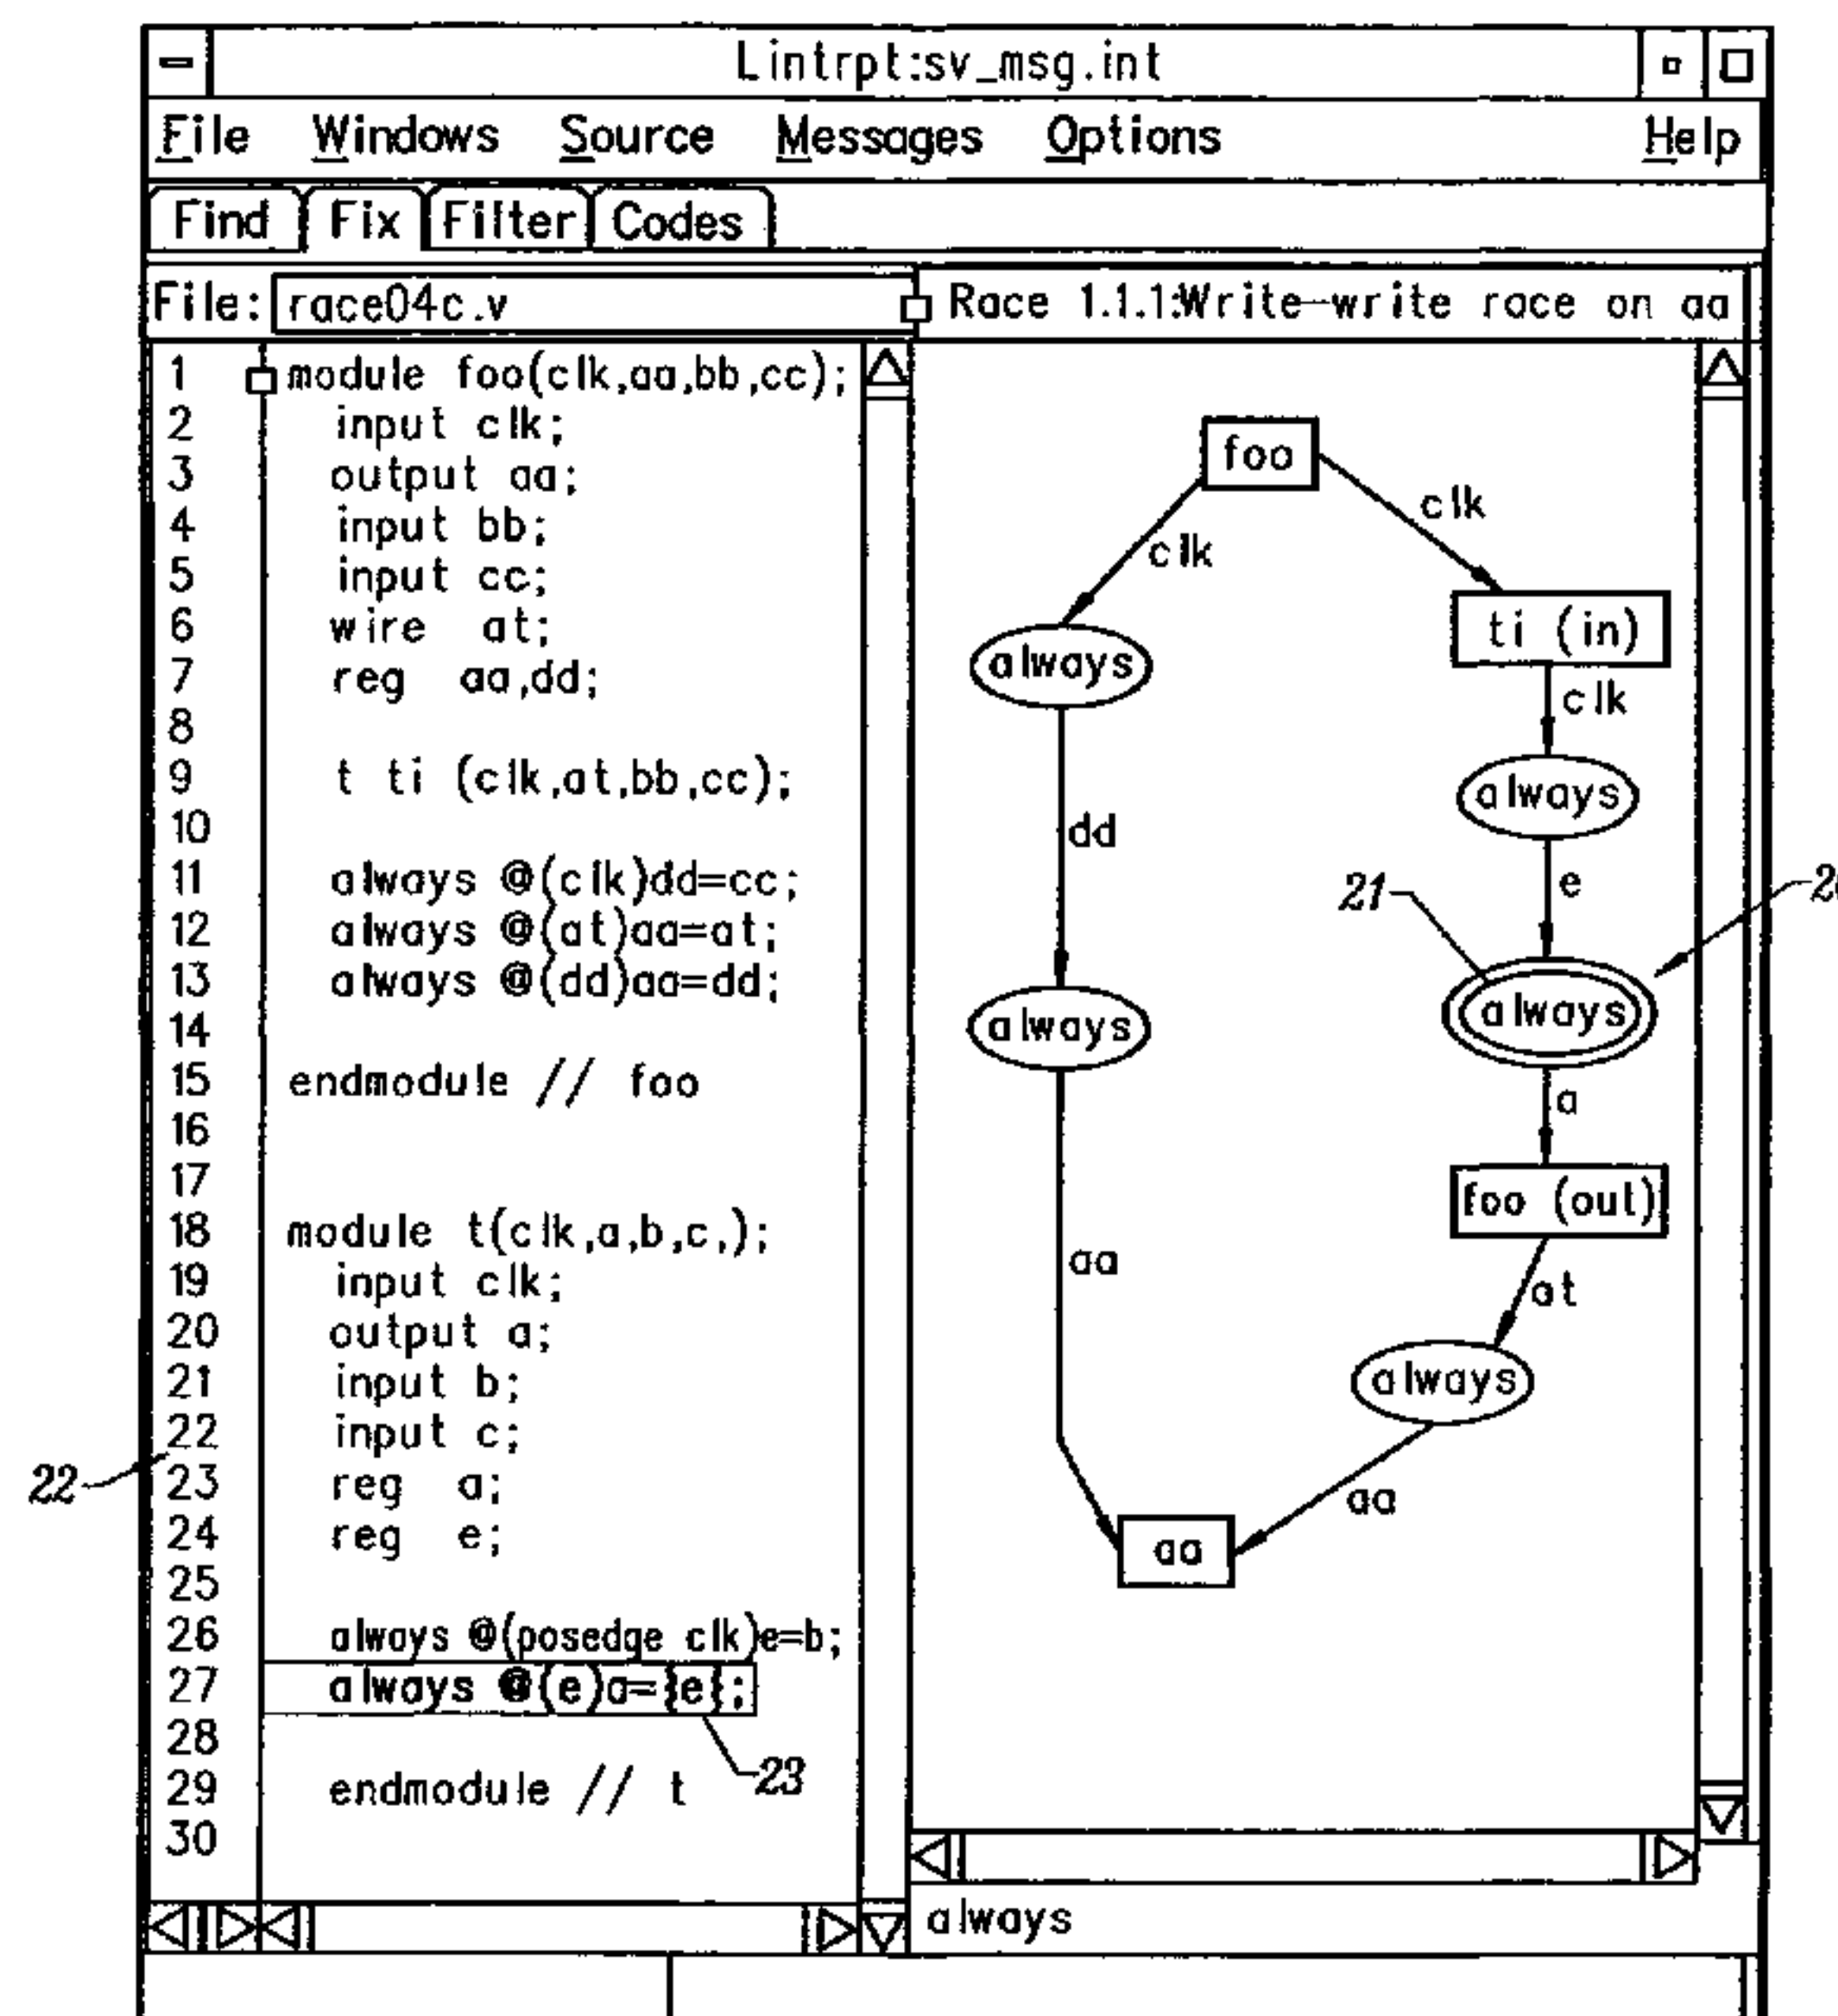 Lintrpt:sv_msg.int
File Windows Source Messages Options Help
Find Fix Filter Codes
File: race04c.v
Race 1.1.1:Write-write race on aa
1 module foo(clk,aa,bb,cc);
2 input clk;
3 output aa;
4 input bb;
5 input cc;
6 wire at;
7 reg aa,dd;
8
9 t ti (clk,at,bb,cc);
10
11 always @(clk)dd=cc;
12 always @(at)aa=at;
13 always @(dd)aa=dd;
14
15 endmodule // foo
16
17
18 module t(clk,a,b,c,);
19 input clk;
20 output a;
21 input b;
22 input c;
23 reg a;
24 reg e;
25
26 always @(posedge clk)e=b;
27 always @(e)a={e};
28
29 endmodule // t
30
22
23
foo
clk
clk
ti (in)
always
clk
always
dd
e
21
always
always
a
foo (out)
aa
at
always
aa
aa
always